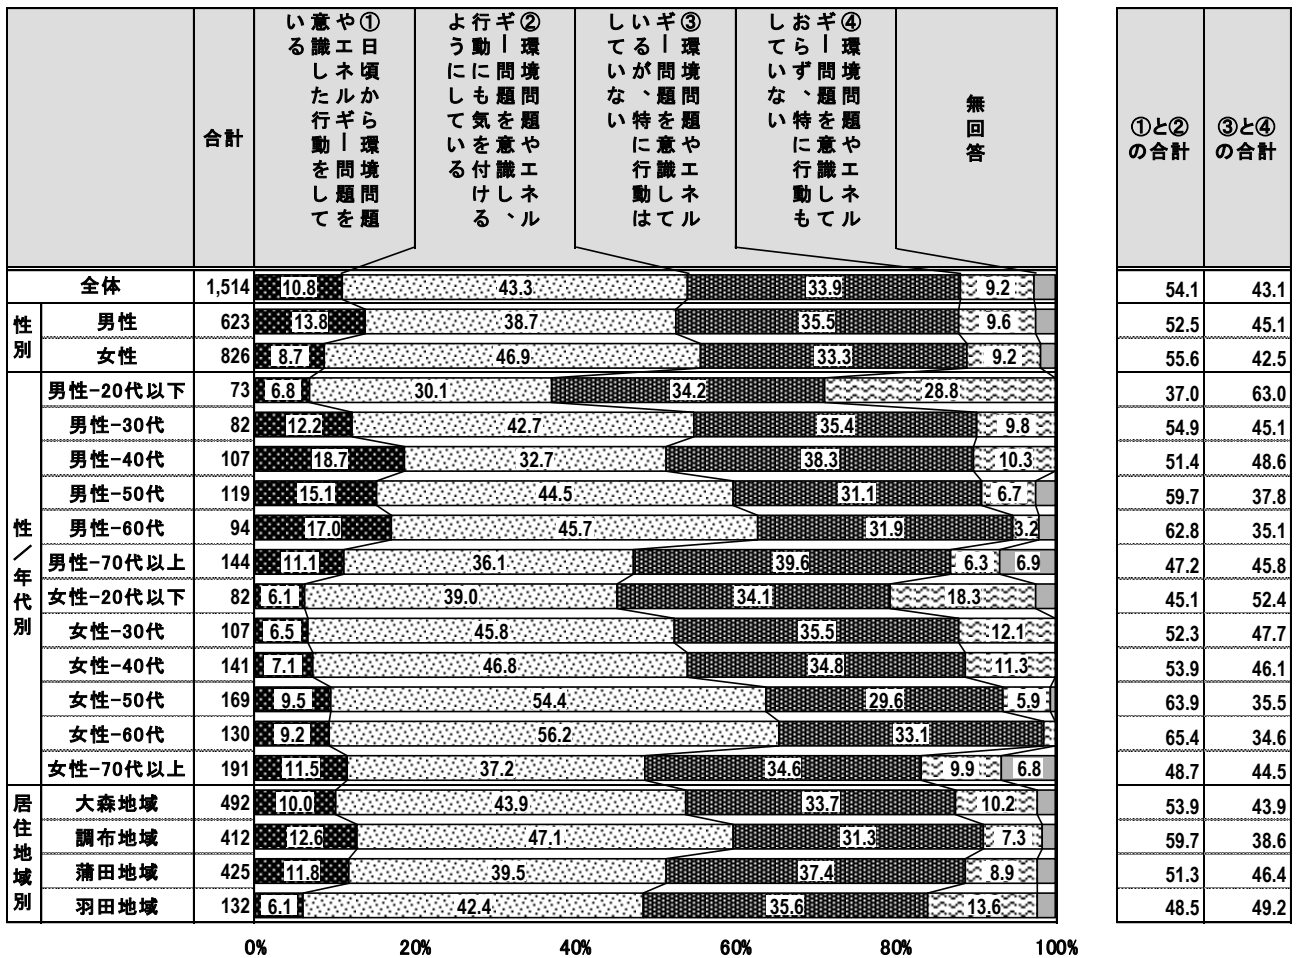 合計
①日頃から環境問題
やエネルギー問題を
意識した行動をして
いる
②環境問題やエネル
ギー問題を意識し、
行動にも気を付ける
ようにしている
③環境問題やエネル
ギー問題を意識して
いるが、特に行動は
していない
④環境問題やエネル
ギー問題を意識して
おらず、特に行動も
していない
無回答
①と②
の合計
③と④
の合計
全体 1,514 10.8 43.3 33.9 9.2 54.1 43.1
性別
男性 623 13.8 38.7 35.5 9.6 52.5 45.1
女性 826 8.7 46.9 33.3 9.2 55.6 42.5
性/年代別
男性-20代以下 73 6.8 30.1 34.2 28.8 37.0 63.0
男性-30代 82 12.2 42.7 35.4 9.8 54.9 45.1
男性-40代 107 18.7 32.7 38.3 10.3 51.4 48.6
男性-50代 119 15.1 44.5 31.1 6.7 59.7 37.8
男性-60代 94 17.0 45.7 31.9 3.2 62.8 35.1
男性-70代以上 144 11.1 36.1 39.6 6.3 6.9 47.2 45.8
女性-20代以下 82 6.1 39.0 34.1 18.3 45.1 52.4
女性-30代 107 6.5 45.8 35.5 12.1 52.3 47.7
女性-40代 141 7.1 46.8 34.8 11.3 53.9 46.1
女性-50代 169 9.5 54.4 29.6 5.9 63.9 35.5
女性-60代 130 9.2 56.2 33.1 65.4 34.6
女性-70代以上 191 11.5 37.2 34.6 9.9 6.8 48.7 44.5
居住地域別
大森地域 492 10.0 43.9 33.7 10.2 53.9 43.9
調布地域 412 12.6 47.1 31.3 7.3 59.7 38.6
蒲田地域 425 11.8 39.5 37.4 8.9 51.3 46.4
羽田地域 132 6.1 42.4 35.6 13.6 48.5 49.2
0% 20% 40% 60% 80% 100%